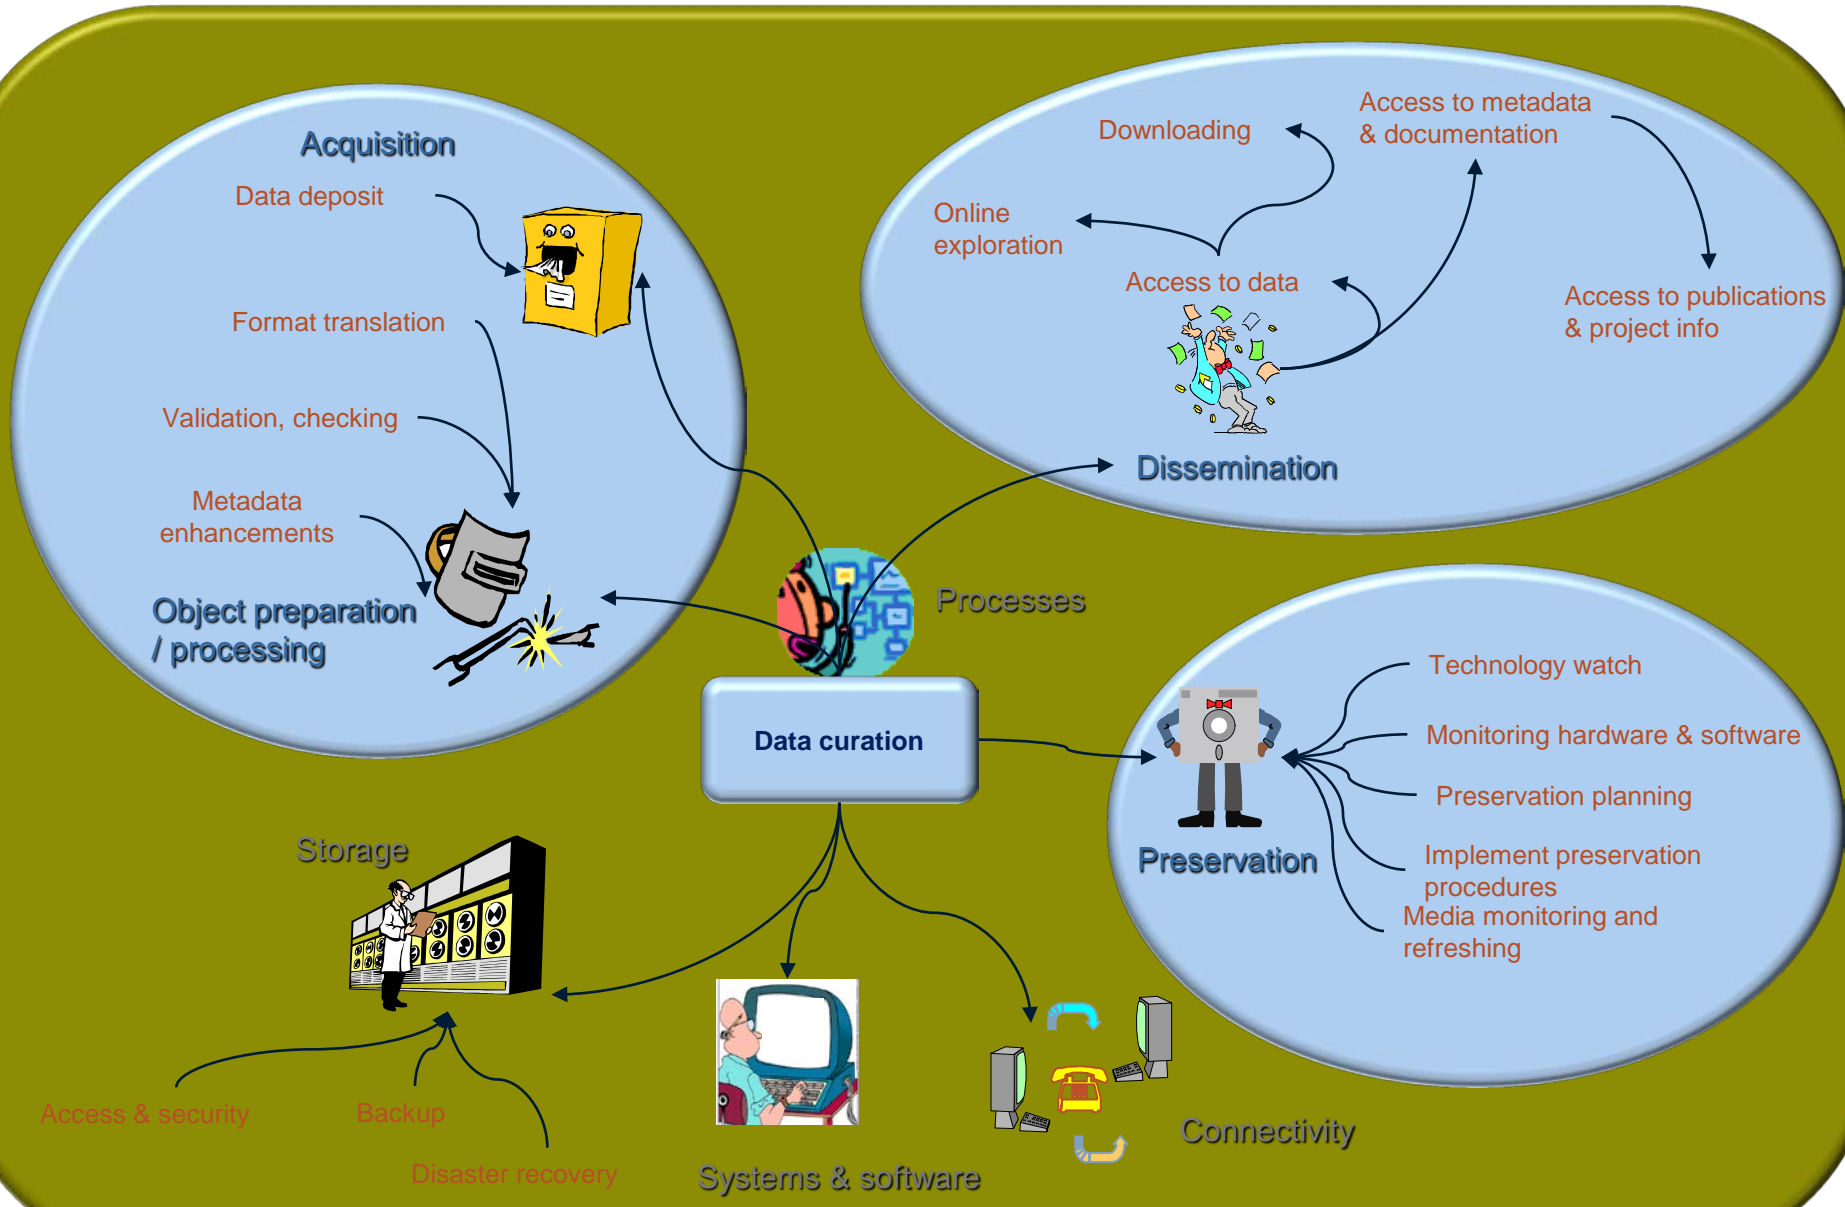 Acquisition
Data deposit
Format translation
Validation, checking
Metadata
enhancements
Object preparation
/ processing
Downloading
Access to metadata
& documentation
Online
exploration
Access to data
Access to publications
& project info
Dissemination
Processes
Data curation
Technology watch
Monitoring hardware & software
Preservation planning
Implement preservation
procedures
Media monitoring and
refreshing
Preservation
Storage
Access & security
Backup
Disaster recovery
Systems & software
Connectivity